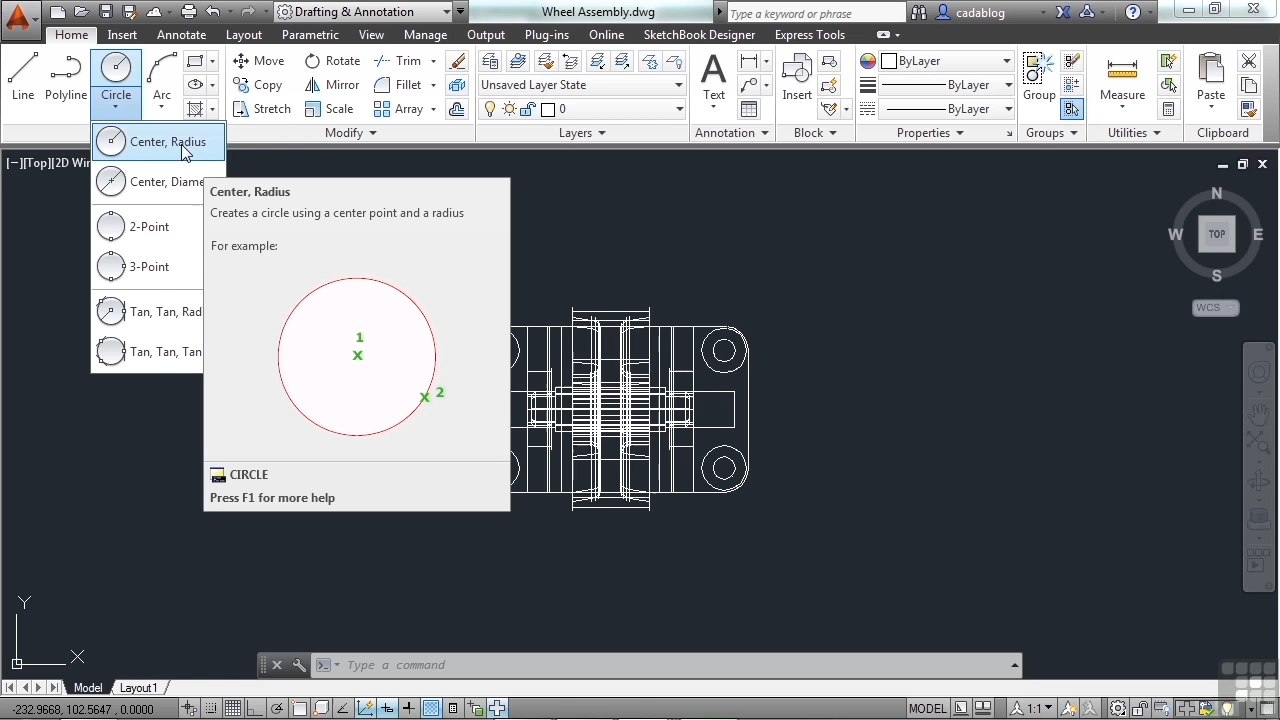 Drafting & Annotation
Wheel Assembly.dwg
Type a keyword or phrase
cadablog
Home
Insert
Annotate
Layout
Parametric
View
Manage
Output
Plug-ins
Online
SketchBook Designer
Express Tools
Line
Polyline
Circle
Arc
Move
Rotate
Trim
Copy
Mirror
Fillet
Stretch
Scale
Array
Modify
Unsaved Layer State
0
Layers
Text
Annotation
Insert
Block
ByLayer
ByLayer
ByLayer
Properties
Group
Groups
Measure
Utilities
Paste
Clipboard
[−][Top][2D Wir
Center, Radius
Center, Diame
2-Point
3-Point
Tan, Tan, Rad
Tan, Tan, Tan
Center, Radius
Creates a circle using a center point and a radius
For example:
1
x
x 2
CIRCLE
Press F1 for more help
N
W
TOP
E
S
WCS
Y
X
Type a command
Model
Layout1
-232.9668, 102.5647 , 0.0000
MODEL
1:1